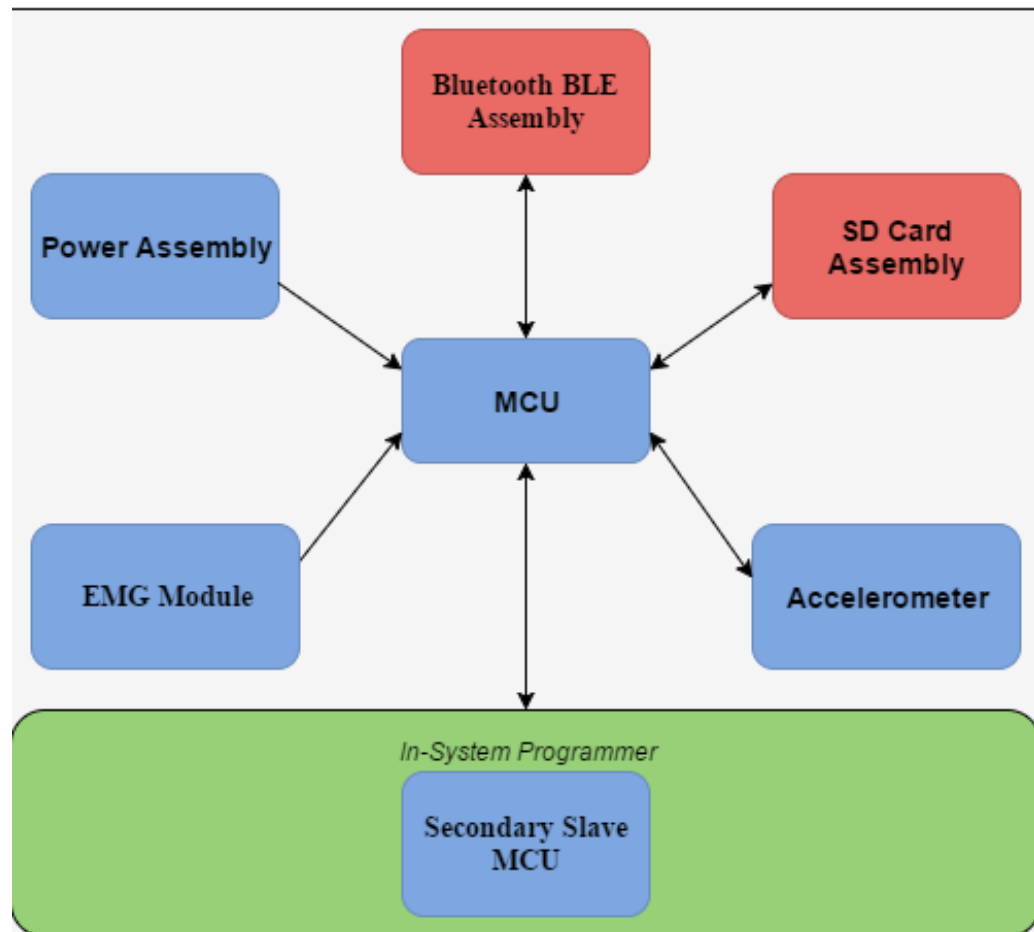 Bluetooth BLE
Assembly
Power Assembly
SD Card
Assembly
MCU
EMG Module
Accelerometer
In-System Programmer
Secondary Slave
MCU